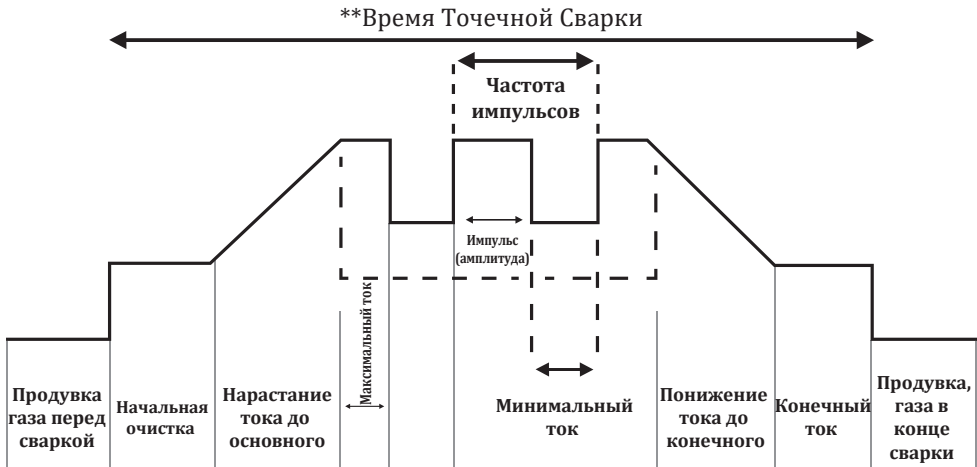 **Время Точечной Сварки
Частота
импульсов
Импульс
(амплитуда)
Максимальный ток
Продувка
газа перед
сваркой
Начальная
очистка
Нарастание
тока до
основного
Минимальный
ток
Понижение
тока до
конечного
Конечный
ток
Продувка,
газа в
конце
сварки